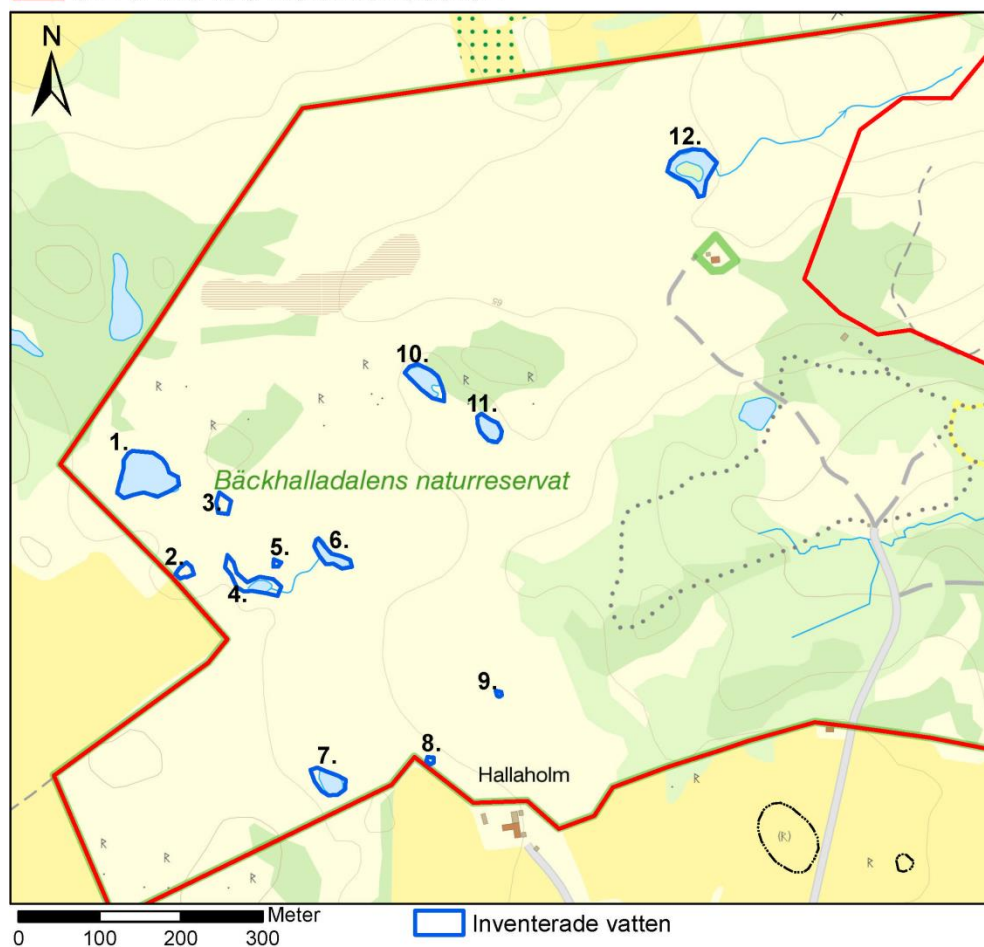 N
12.
10.
11.
1.
Bäckhalladalens naturreservat
3.
5.
6.
2.
4.
9.
7.
8.
Hallaholm
R
R
R
R
R
R
R
R
R
(R)
R
Meter
0 100 200 300
Inventerade vatten